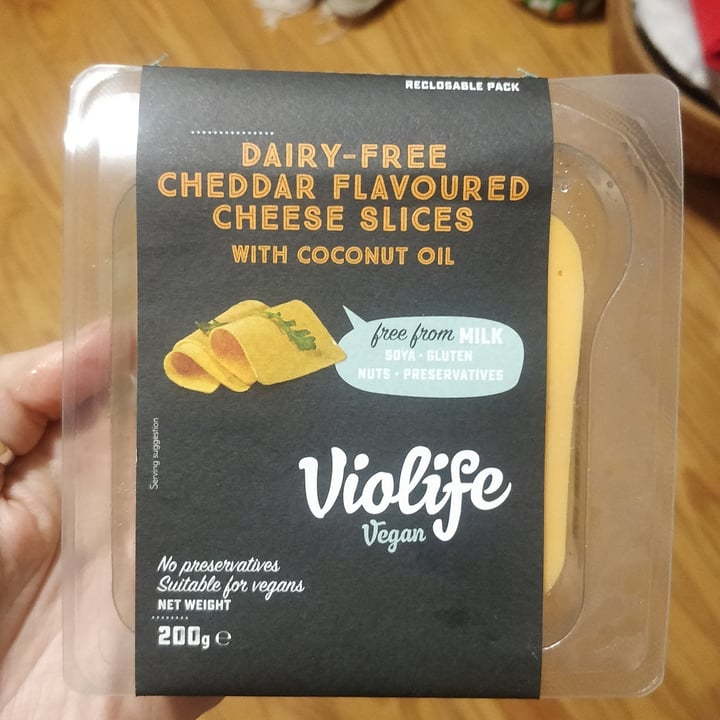 RECLOSABLE PACK
DAIRY-FREE
CHEDDAR FLAVOURED
CHEESE SLICES
WITH COCONUT OIL
free from MILK
SOYA · GLUTEN
NUTS · PRESERVATIVES
Serving suggestion
Violife
Vegan
No preservatives
Suitable for vegans
NET WEIGHT
200g ℮